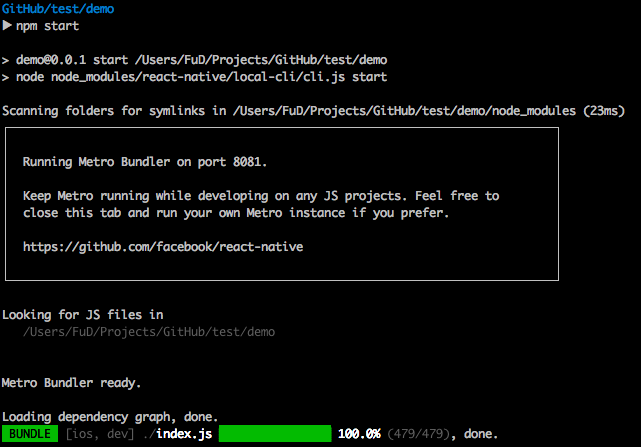 GitHub/test/demo
▶ npm start
> demo@0.0.1 start /Users/FuD/Projects/GitHub/test/demo
> node node_modules/react-native/local-cli/cli.js start
Scanning folders for symlinks in /Users/FuD/Projects/GitHub/test/demo/node_modules (23ms)
Running Metro Bundler on port 8081.
Keep Metro running while developing on any JS projects. Feel free to
close this tab and run your own Metro instance if you prefer.
https://github.com/facebook/react-native
Looking for JS files in
/Users/FuD/Projects/GitHub/test/demo
Metro Bundler ready.
Loading dependency graph, done.
BUNDLE [ios, dev] ./index.js 100.0% (479/479), done.